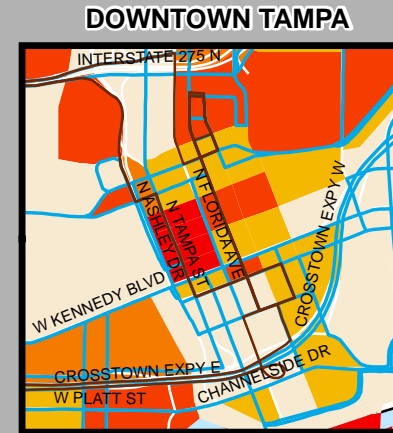 DOWNTOWN TAMPA
INTERSTATE 275 N
N ASHLEY DR
N TAMPA ST
N FLORIDA AVE
CROSSTOWN EXPY W
W KENNEDY BLVD
CROSSTOWN EXPY E
CHANNELSIDE DR
W PLATT ST